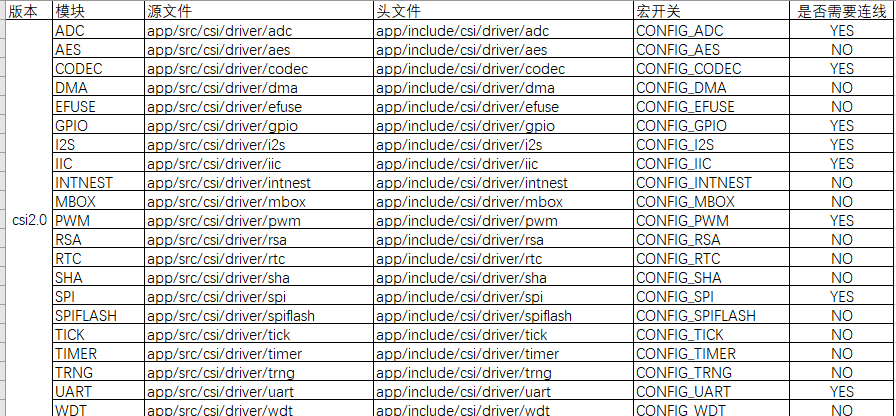 版本 模块 源文件 头文件 宏开关 是否需要连线
ADC app/src/csi/driver/adc app/include/csi/driver/adc CONFIG_ADC YES
AES app/src/csi/driver/aes app/include/csi/driver/aes CONFIG_AES NO
CODEC app/src/csi/driver/codec app/include/csi/driver/codec CONFIG_CODEC YES
DMA app/src/csi/driver/dma app/include/csi/driver/dma CONFIG_DMA NO
EFUSE app/src/csi/driver/efuse app/include/csi/driver/efuse CONFIG_EFUSE NO
GPIO app/src/csi/driver/gpio app/include/csi/driver/gpio CONFIG_GPIO YES
I2S app/src/csi/driver/i2s app/include/csi/driver/i2s CONFIG_I2S YES
IIC app/src/csi/driver/iic app/include/csi/driver/iic CONFIG_IIC YES
INTNEST app/src/csi/driver/intnest app/include/csi/driver/intnest CONFIG_INTNEST NO
MBOX app/src/csi/driver/mbox app/include/csi/driver/mbox CONFIG_MBOX NO
csi2.0 PWM app/src/csi/driver/pwm app/include/csi/driver/pwm CONFIG_PWM YES
RSA app/src/csi/driver/rsa app/include/csi/driver/rsa CONFIG_RSA NO
RTC app/src/csi/driver/rtc app/include/csi/driver/rtc CONFIG_RTC NO
SHA app/src/csi/driver/sha app/include/csi/driver/sha CONFIG_SHA NO
SPI app/src/csi/driver/spi app/include/csi/driver/spi CONFIG_SPI YES
SPIFLASH app/src/csi/driver/spiflash app/include/csi/driver/spiflash CONFIG_SPIFLASH NO
TICK app/src/csi/driver/tick app/include/csi/driver/tick CONFIG_TICK NO
TIMER app/src/csi/driver/timer app/include/csi/driver/timer CONFIG_TIMER NO
TRNG app/src/csi/driver/trng app/include/csi/driver/trng CONFIG_TRNG NO
UART app/src/csi/driver/uart app/include/csi/driver/uart CONFIG_UART YES
WDT app/src/csi/driver/wdt app/include/csi/driver/wdt CONFIG_WDT NO